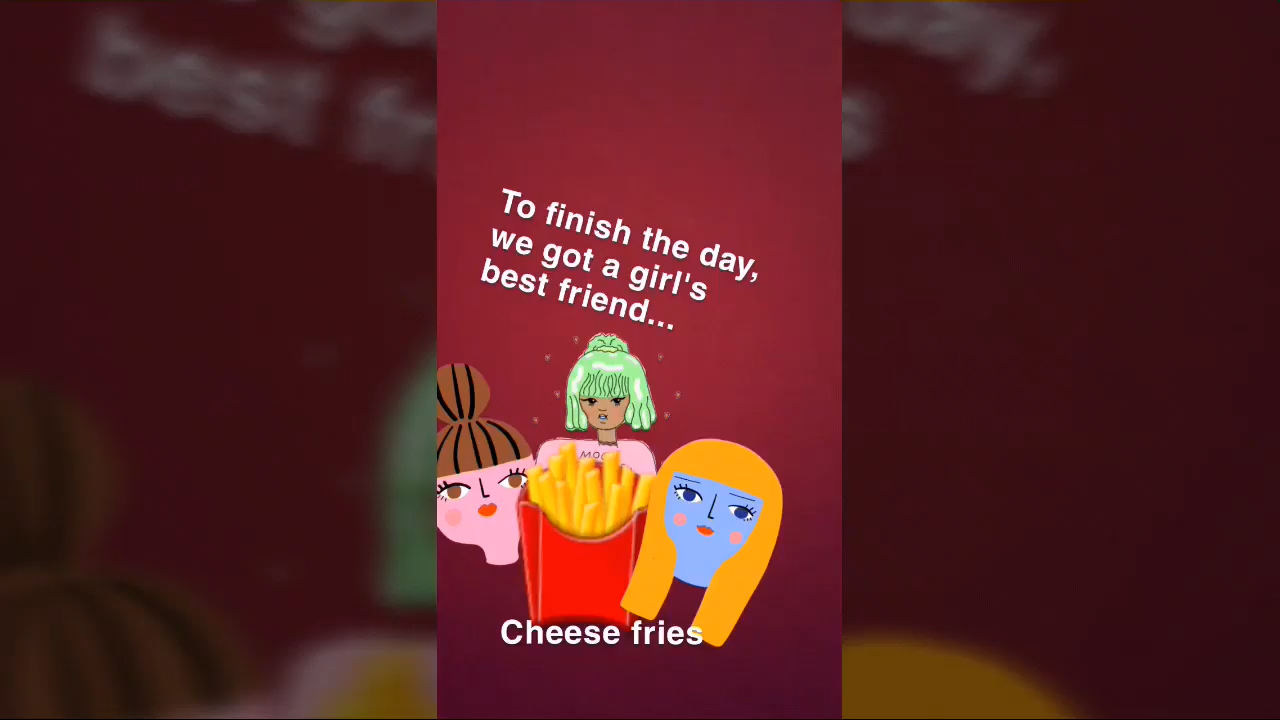 To finish the day,
we got a girl's
best friend...
Cheese fries